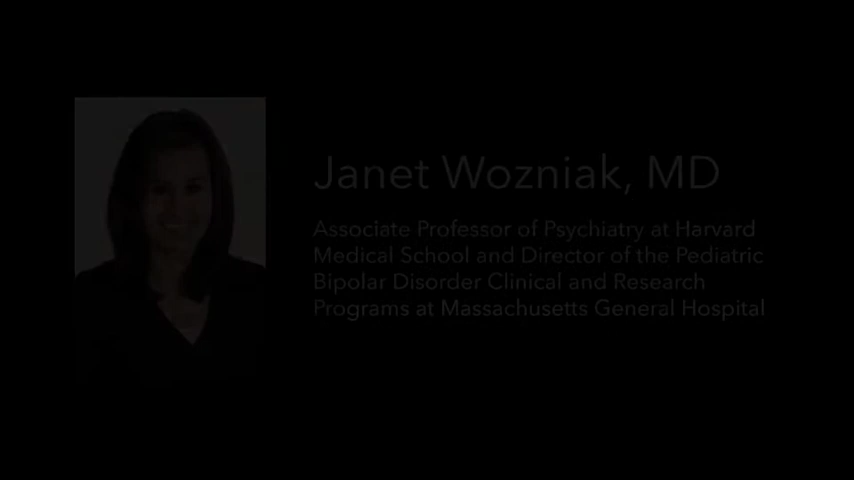 Janet Wozniak, MD
Associate Professor of Psychiatry at Harvard
Medical School and Director of the Pediatric
Bipolar Disorder Clinical and Research
Programs at Massachusetts General Hospital